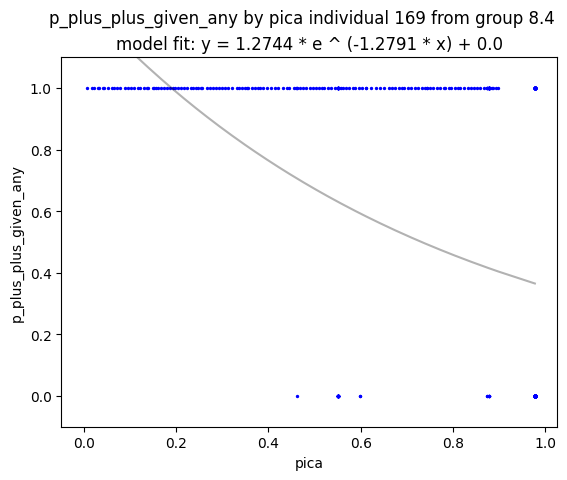 p_plus_plus_given_any by pica individual 169 from group 8.4
model fit: y = 1.2744 * e ^ (-1.2791 * x) + 0.0
p_plus_plus_given_any
1.0
0.8
0.6
0.4
0.2
0.0
0.0 0.2 0.4 0.6 0.8 1.0
pica